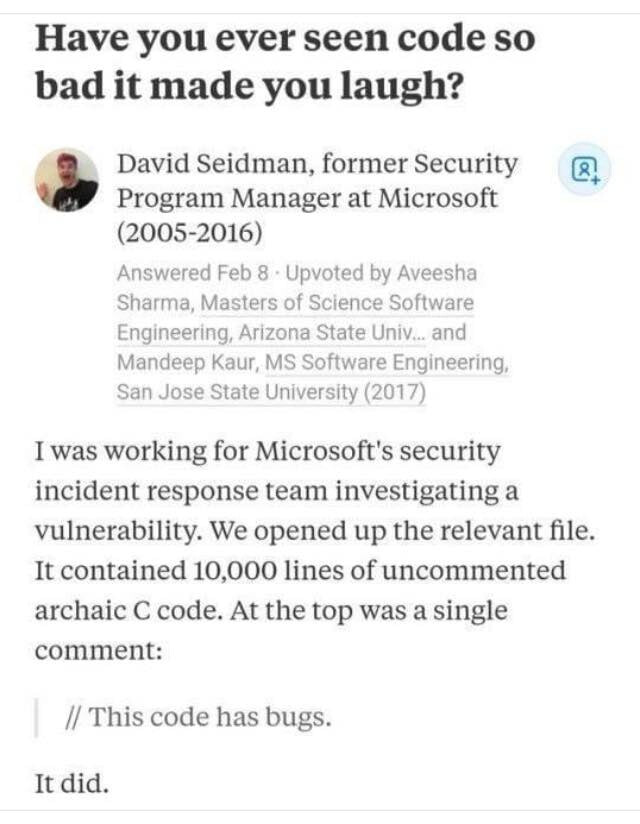 Have you ever seen code so
bad it made you laugh?
David Seidman, former Security
Program Manager at Microsoft
(2005-2016)
Answered Feb 8 · Upvoted by Aveesha
Sharma, Masters of Science Software
Engineering, Arizona State Univ... and
Mandeep Kaur, MS Software Engineering,
San Jose State University (2017)
I was working for Microsoft's security
incident response team investigating a
vulnerability. We opened up the relevant file.
It contained 10,000 lines of uncommented
archaic C code. At the top was a single
comment:
// This code has bugs.
It did.